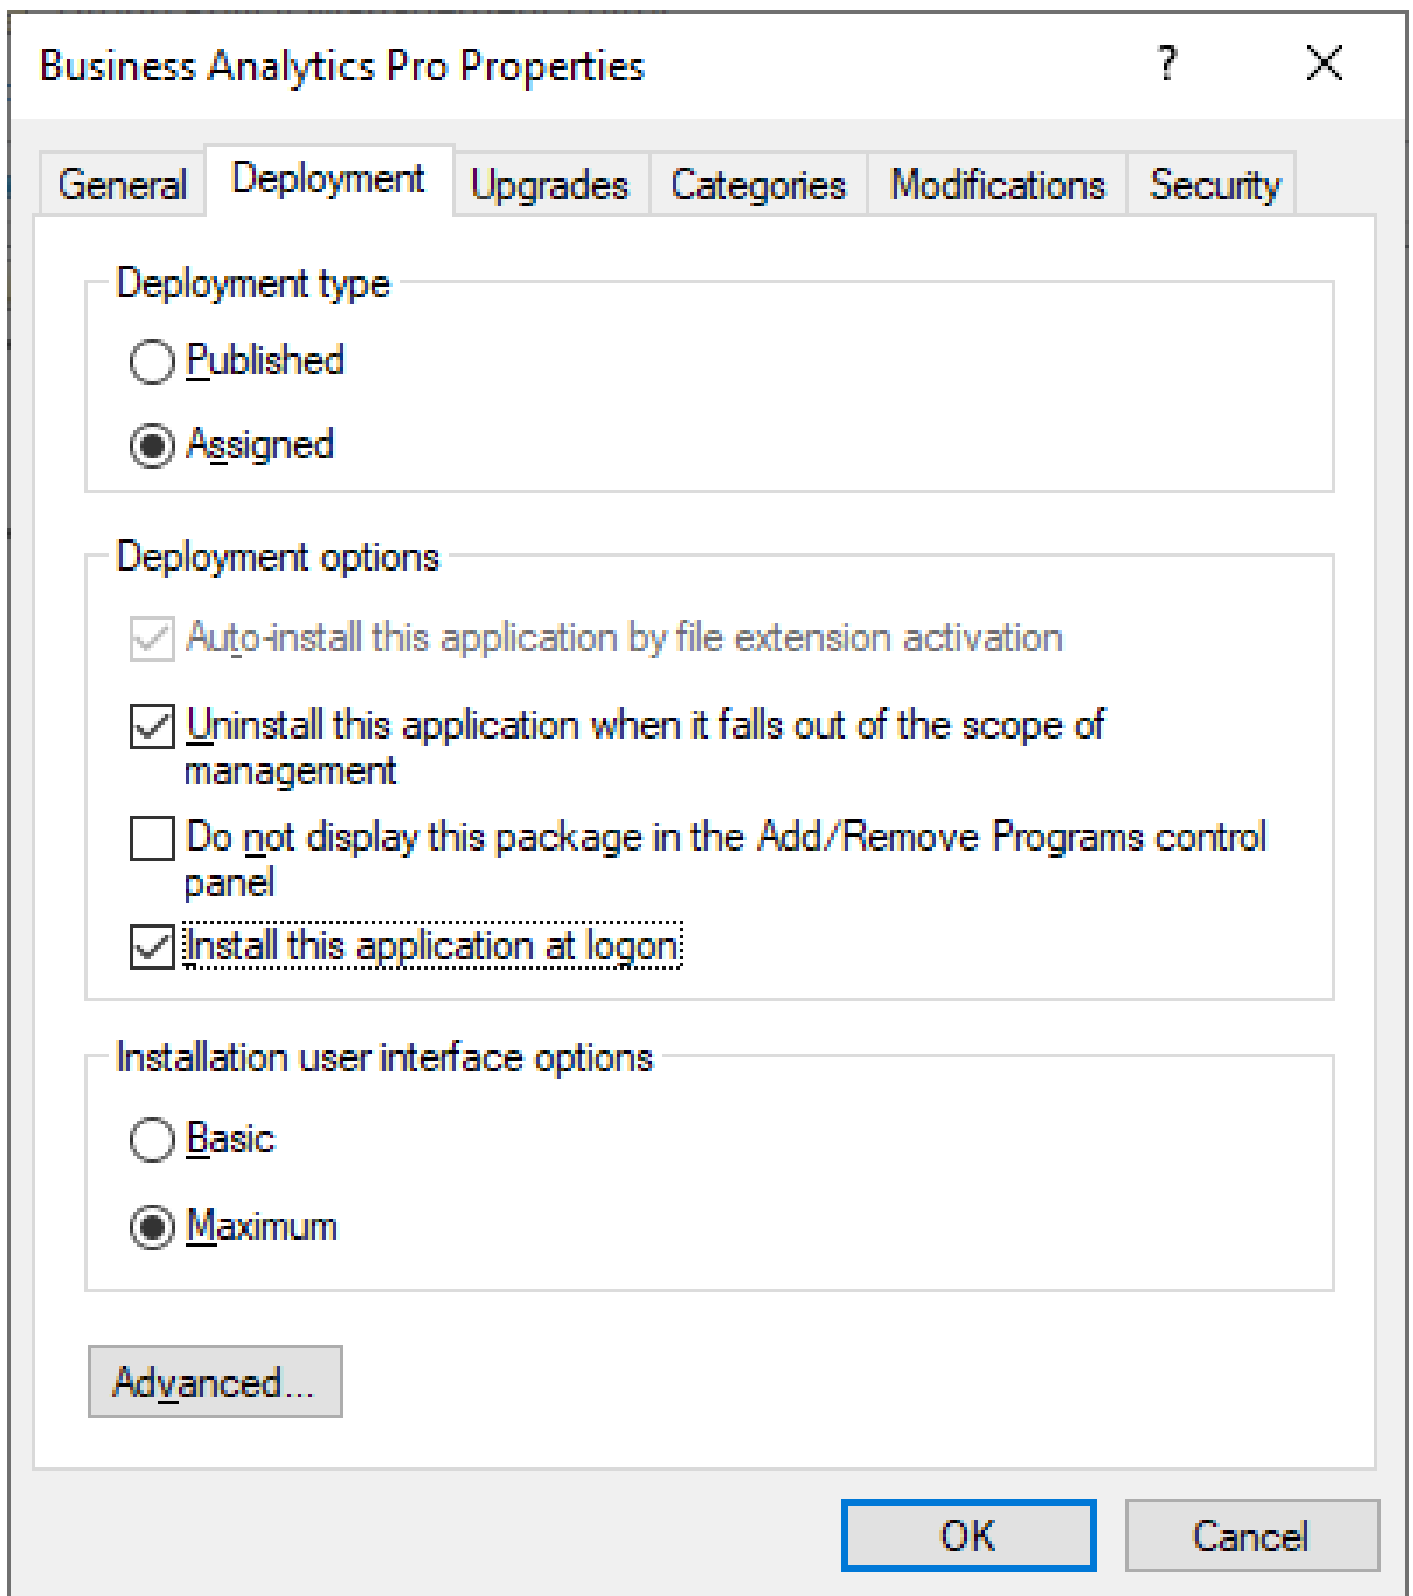 Business Analytics Pro Properties
?
General Deployment Upgrades Categories Modifications Security
Deployment type
Published
Assigned
Deployment options
Auto-install this application by file extension activation
Uninstall this application when it falls out of the scope of
management
Do not display this package in the Add/Remove Programs control
panel
Install this application at logon
Installation user interface options
Basic
Maximum
Advanced...
OK Cancel